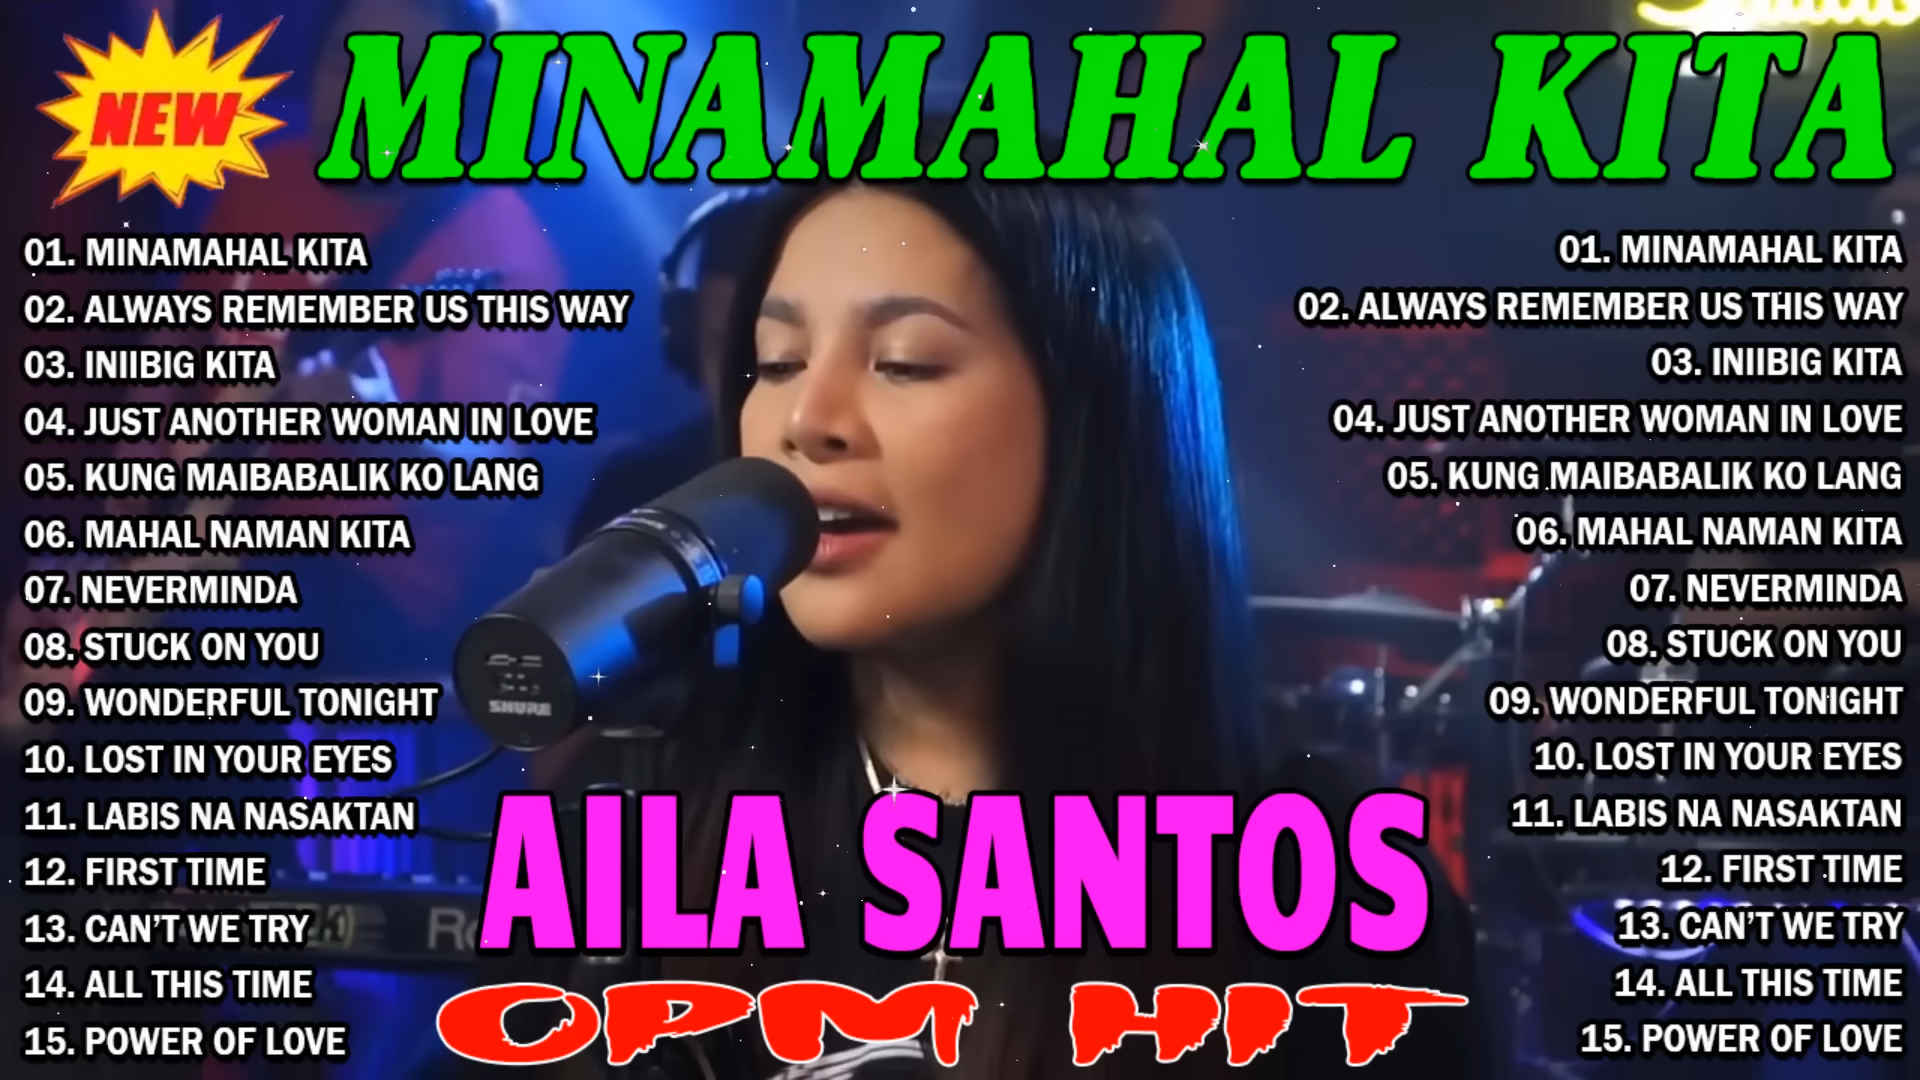 NEW
MINAMAHAL KITA
01. MINAMAHAL KITA
02. ALWAYS REMEMBER US THIS WAY
03. INIIBIG KITA
04. JUST ANOTHER WOMAN IN LOVE
05. KUNG MAIBABALIK KO LANG
06. MAHAL NAMAN KITA
07. NEVERMINDA
08. STUCK ON YOU
09. WONDERFUL TONIGHT
10. LOST IN YOUR EYES
11. LABIS NA NASAKTAN
12. FIRST TIME
13. CAN'T WE TRY
14. ALL THIS TIME
15. POWER OF LOVE
SHURE
AILA SANTOS
OPM HIT
01. MINAMAHAL KITA
02. ALWAYS REMEMBER US THIS WAY
03. INIIBIG KITA
04. JUST ANOTHER WOMAN IN LOVE
05. KUNG MAIBABALIK KO LANG
06. MAHAL NAMAN KITA
07. NEVERMINDA
08. STUCK ON YOU
09. WONDERFUL TONIGHT
10. LOST IN YOUR EYES
11. LABIS NA NASAKTAN
12. FIRST TIME
13. CAN'T WE TRY
14. ALL THIS TIME
15. POWER OF LOVE